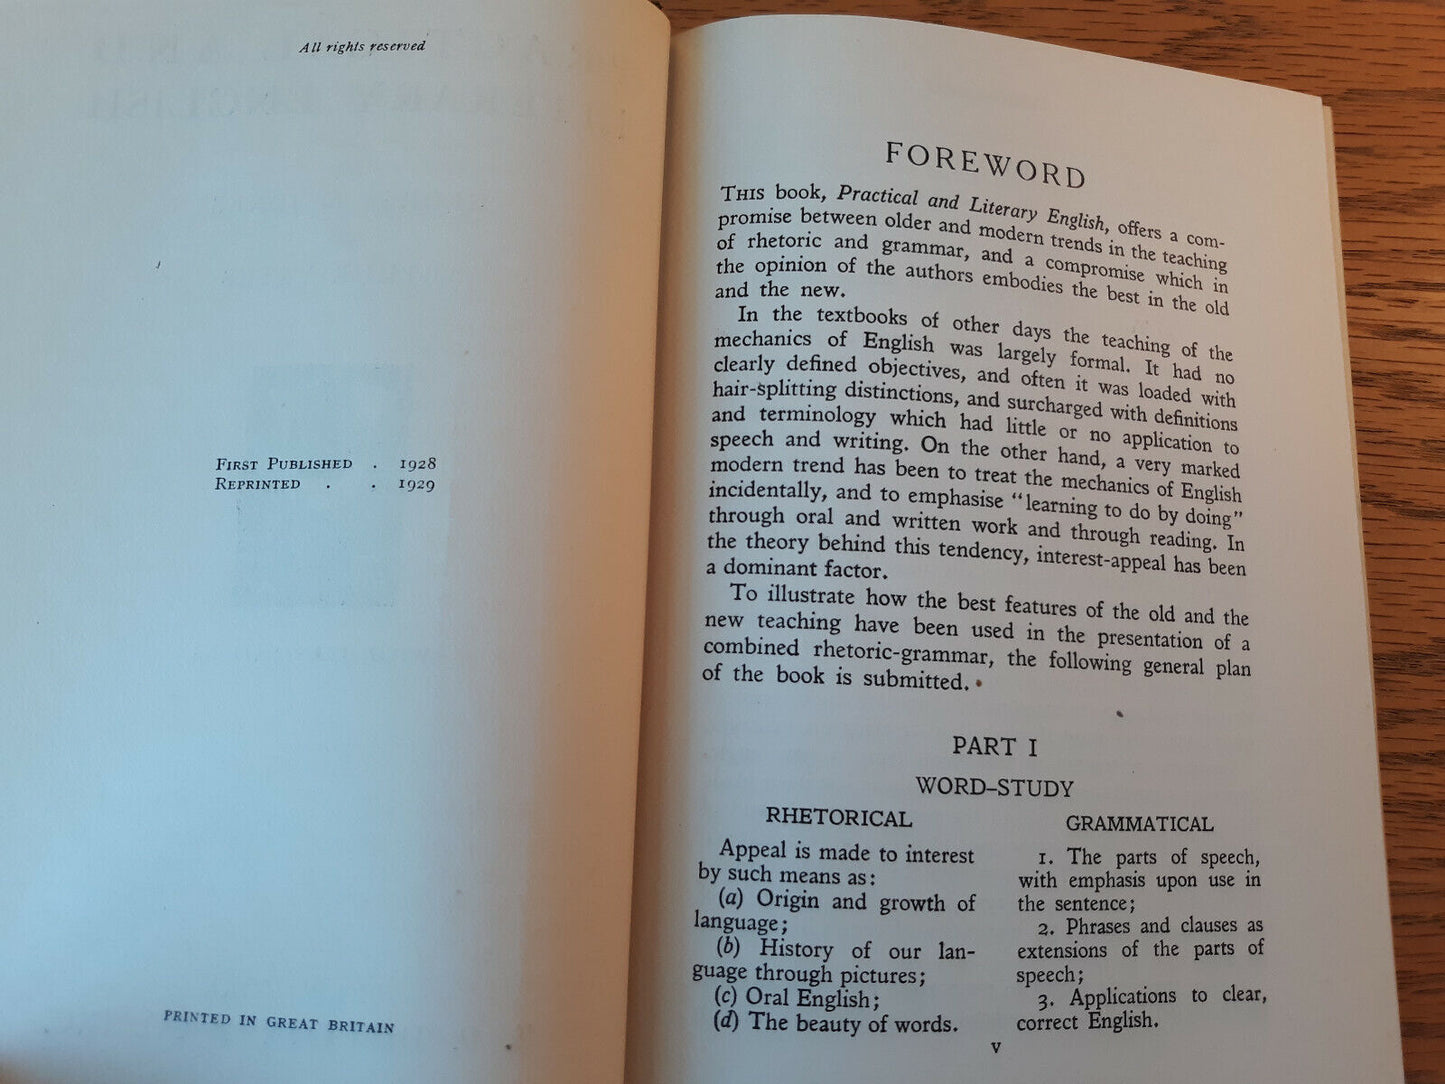 All rights reserved
FIRST PUBLISHED . 1928
REPRINTED . . 1929
PRINTED IN GREAT BRITAIN
FOREWORD
THIS book, Practical and Literary English, offers a com-
promise between older and modern trends in the teaching
of rhetoric and grammar, and a compromise which in
the opinion of the authors embodies the best in the old
and the new.
In the textbooks of other days the teaching of the
mechanics of English was largely formal. It had no
clearly defined objectives, and often it was loaded with
hair-splitting distinctions, and surcharged with definitions
and terminology which had little or no application to
speech and writing. On the other hand, a very marked
modern trend has been to treat the mechanics of English
incidentally, and to emphasise “learning to do by doing”
through oral and written work and through reading. In
the theory behind this tendency, interest-appeal has been
a dominant factor.
To illustrate how the best features of the old and the
new teaching have been used in the presentation of a
combined rhetoric-grammar, the following general plan
of the book is submitted.
PART I
WORD-STUDY
RHETORICAL
Appeal is made to interest
by such means as:
(a) Origin and growth of
language;
(b) History of our lan-
guage through pictures;
(c) Oral English;
(d) The beauty of words.
GRAMMATICAL
1. The parts of speech,
with emphasis upon use in
the sentence;
2. Phrases and clauses as
extensions of the parts of
speech;
3. Applications to clear,
correct English.
v